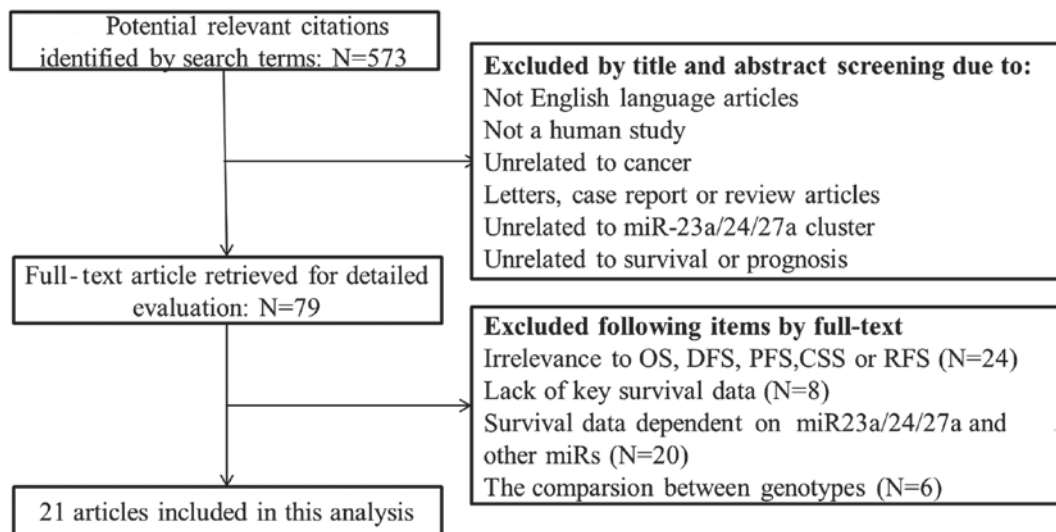 Potential relevant citations
identified by search terms: N=573
Excluded by title and abstract screening due to:
Not English language articles
Not a human study
Unrelated to cancer
Letters, case report or review articles
Unrelated to miR-23a/24/27a cluster
Unrelated to survival or prognosis
Full-text article retrieved for detailed
evaluation: N=79
Excluded following items by full-text
Irrelevance to OS, DFS, PFS,CSS or RFS (N=24)
Lack of key survival data (N=8)
Survival data dependent on miR23a/24/27a and
other miRs (N=20)
The comparsion between genotypes (N=6)
21 articles included in this analysis